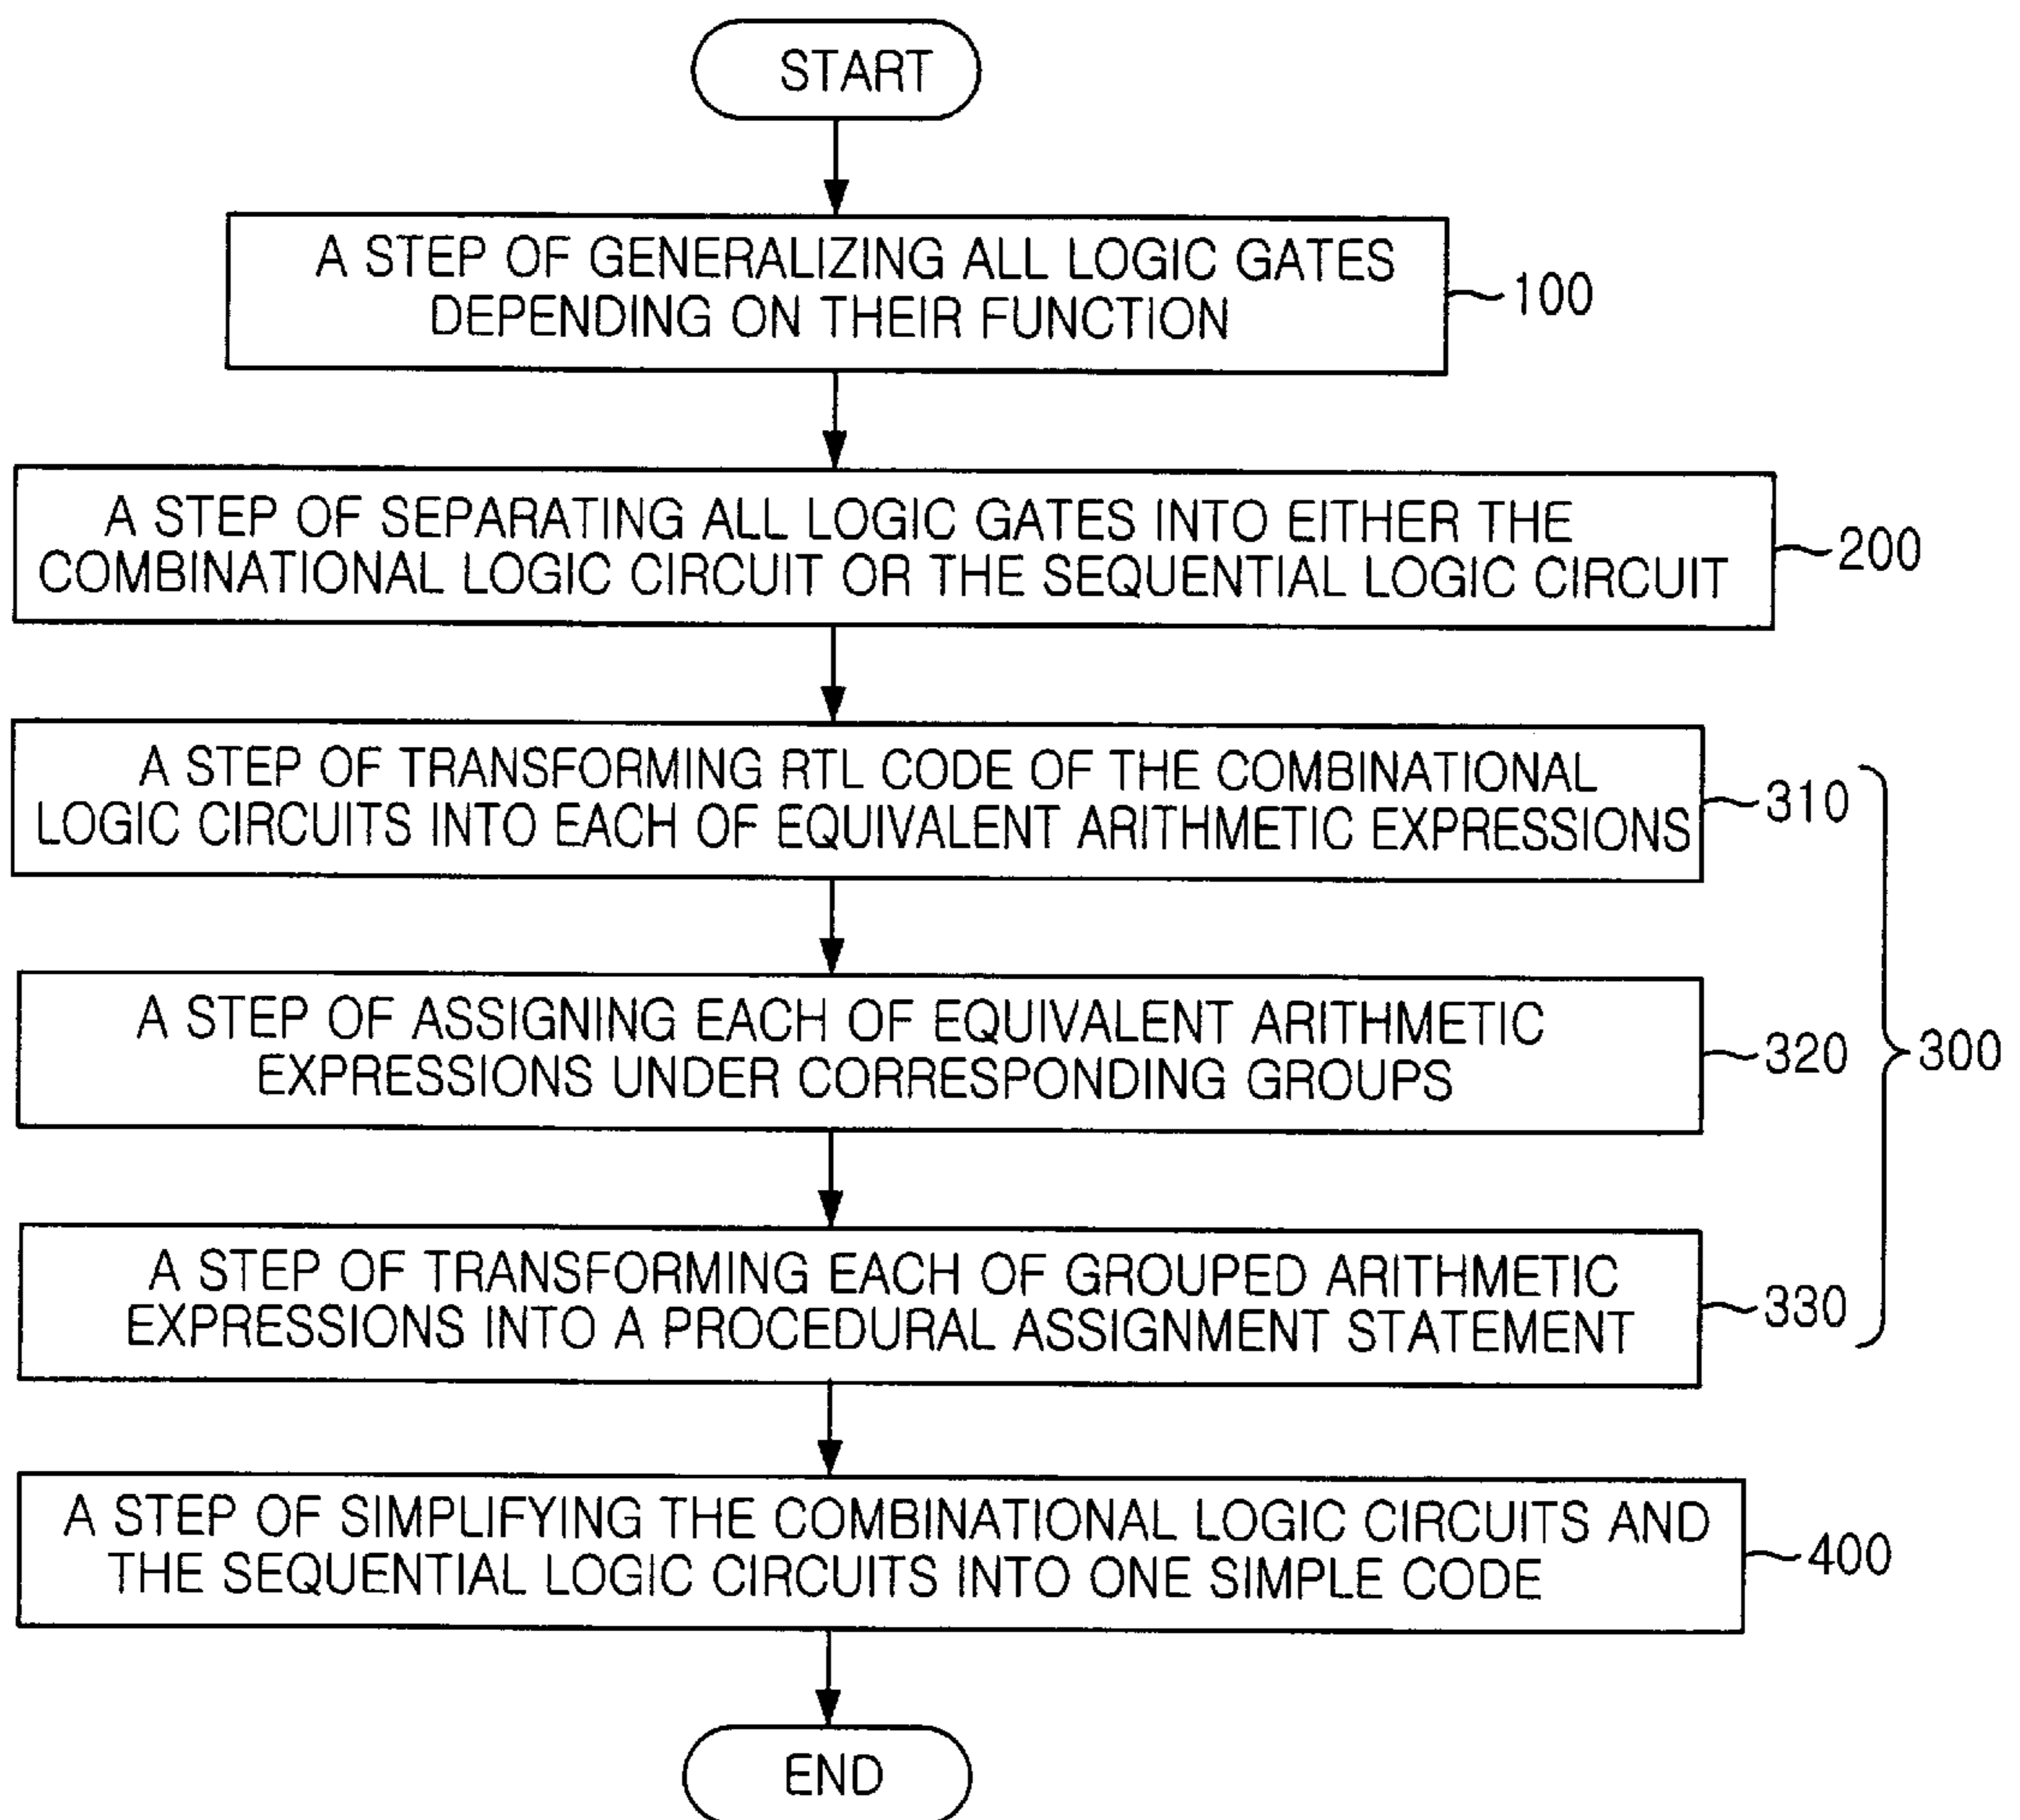 START
A STEP OF GENERALIZING ALL LOGIC GATES
DEPENDING ON THEIR FUNCTION
100
A STEP OF SEPARATING ALL LOGIC GATES INTO EITHER THE
COMBINATIONAL LOGIC CIRCUIT OR THE SEQUENTIAL LOGIC CIRCUIT
200
A STEP OF TRANSFORMING RTL CODE OF THE COMBINATIONAL
LOGIC CIRCUITS INTO EACH OF EQUIVALENT ARITHMETIC EXPRESSIONS
310
A STEP OF ASSIGNING EACH OF EQUIVALENT ARITHMETIC
EXPRESSIONS UNDER CORRESPONDING GROUPS
320
300
A STEP OF TRANSFORMING EACH OF GROUPED ARITHMETIC
EXPRESSIONS INTO A PROCEDURAL ASSIGNMENT STATEMENT
330
A STEP OF SIMPLIFYING THE COMBINATIONAL LOGIC CIRCUITS AND
THE SEQUENTIAL LOGIC CIRCUITS INTO ONE SIMPLE CODE
400
END